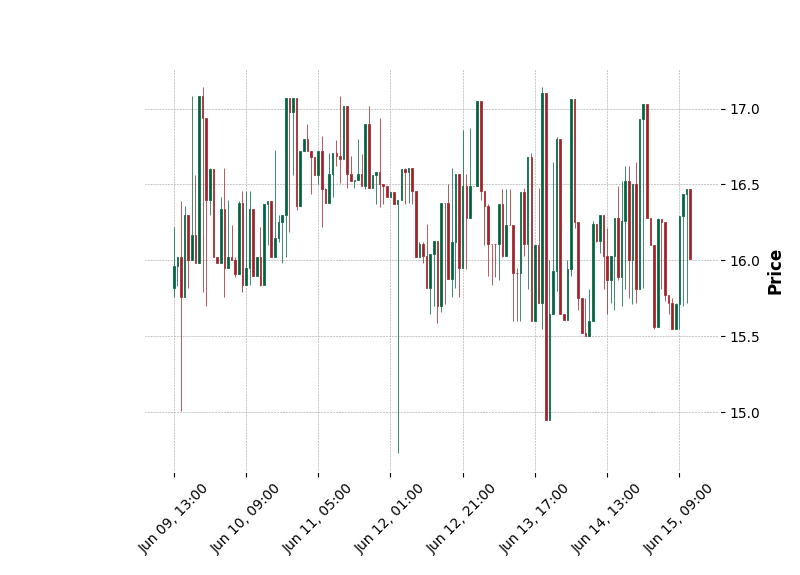 17.0
16.5
16.0
15.5
15.0
Price
Jun 09, 13:00
Jun 10, 09:00
Jun 11, 05:00
Jun 12, 01:00
Jun 12, 21:00
Jun 13, 17:00
Jun 14, 13:00
Jun 15, 09:00